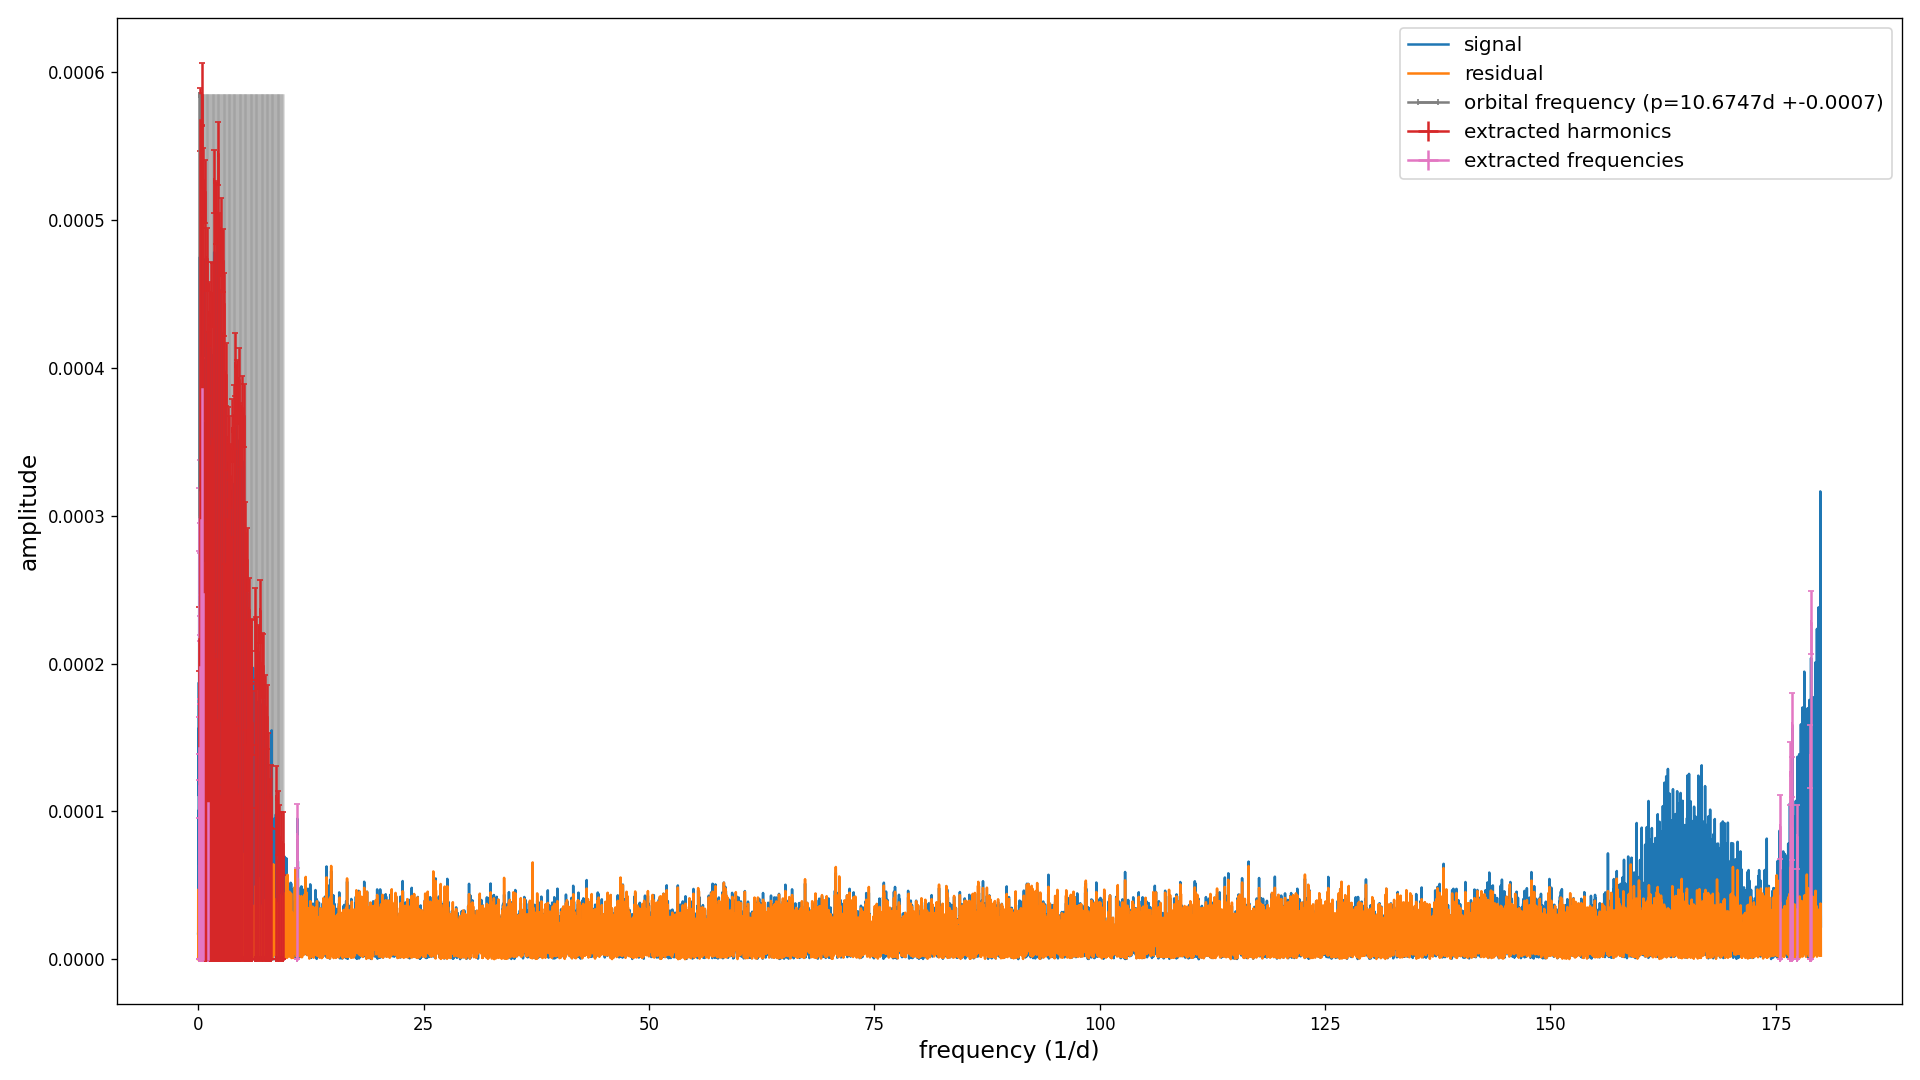 signal
residual
orbital frequency (p=10.6747d +-0.0007)
extracted harmonics
extracted frequencies
amplitude
0.0006
0.0005
0.0004
0.0003
0.0002
0.0001
0.0000
0 25 50 75 100 125 150 175
frequency (1/d)